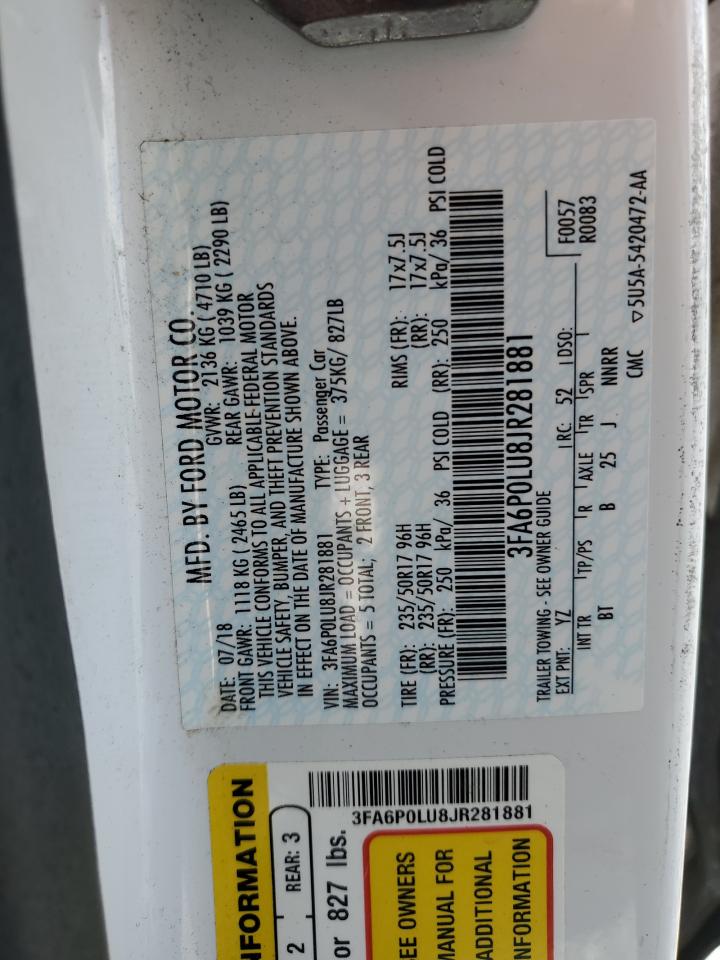 MFD. BY FORD MOTOR CO.
DATE: 07/18 GVWR: 2136 KG ( 4710 LB)
FRONT GAWR: 1118 KG ( 2465 LB) REAR GAWR: 1039 KG ( 2290 LB)
THIS VEHICLE CONFORMS TO ALL APPLICABLE FEDERAL MOTOR
VEHICLE SAFETY, BUMPER, AND THEFT PREVENTION STANDARDS
IN EFFECT ON THE DATE OF MANUFACTURE SHOWN ABOVE.
VIN: 3FA6P0LU8JR281881 TYPE: Passenger Car
MAXIMUM LOAD = OCCUPANTS + LUGGAGE = 375KG/ 827LB
OCCUPANTS = 5 TOTAL; 2 FRONT, 3 REAR
TIRE (FR): 235/50R17 96H RIMS (FR): 17x7.5J
(RR): 235/50R17 96H (RR): 17x7.5J
PRESSURE (FR): 250 kPa/ 36 PSI COLD (RR): 250 kPa/ 36 PSI COLD
3FA6P0LU8JR281881
TRAILER TOWING - SEE OWNER GUIDE
EXT PNT: YZ RC: 52 DSO: F0057
R0083
INT TR TP/PS R AXLE TR SPR
BT B 25 J NNRR
CMC ▽5U5A-5420472-AA
NFORMATION
2 REAR: 3
or 827 lbs.
3FA6P0LU8JR281881
SEE OWNERS
MANUAL FOR
ADDITIONAL
INFORMATION